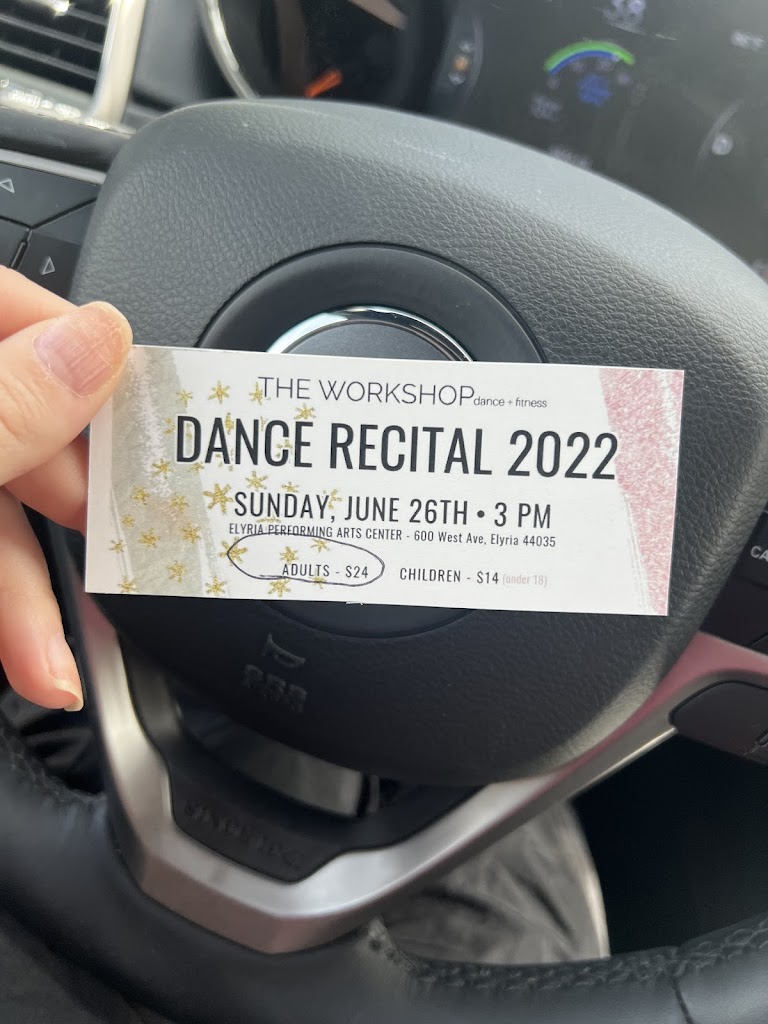 THE WORKSHOP dance + fitness
DANCE RECITAL 2022
SUNDAY, JUNE 26TH • 3 PM
ELYRIA PERFORMING ARTS CENTER - 600 West Ave, Elyria 44035
ADULTS - $24 CHILDREN - $14 (under 18)